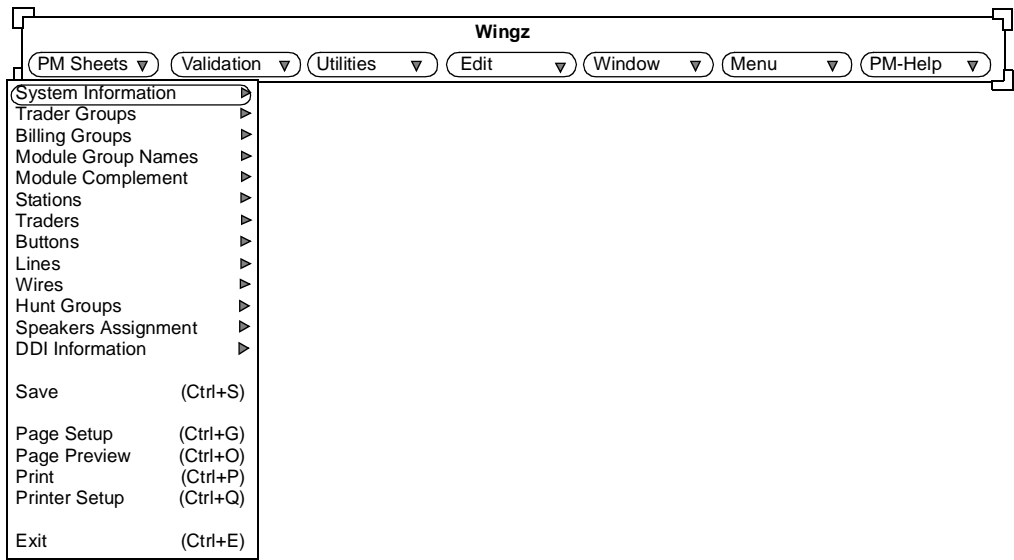 Wingz
PM Sheets Validation Utilities Edit Window Menu PM-Help
System Information
Trader Groups
Billing Groups
Module Group Names
Module Complement
Stations
Traders
Buttons
Lines
Wires
Hunt Groups
Speakers Assignment
DDI Information
Save (Ctrl+S)
Page Setup (Ctrl+G)
Page Preview (Ctrl+O)
Print (Ctrl+P)
Printer Setup (Ctrl+Q)
Exit (Ctrl+E)